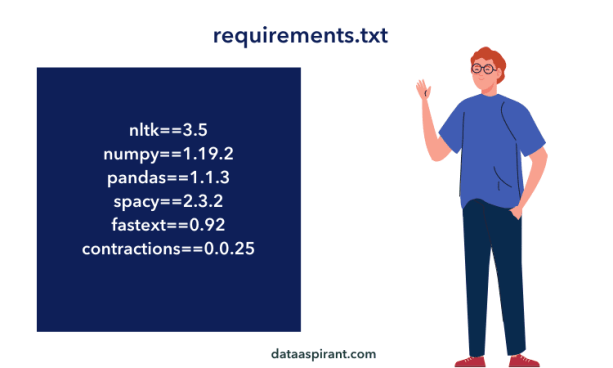 requirements.txt
nltk==3.5
numpy==1.19.2
pandas==1.1.3
spacy==2.3.2
fastext==0.92
contractions==0.0.25
dataaspirant.com